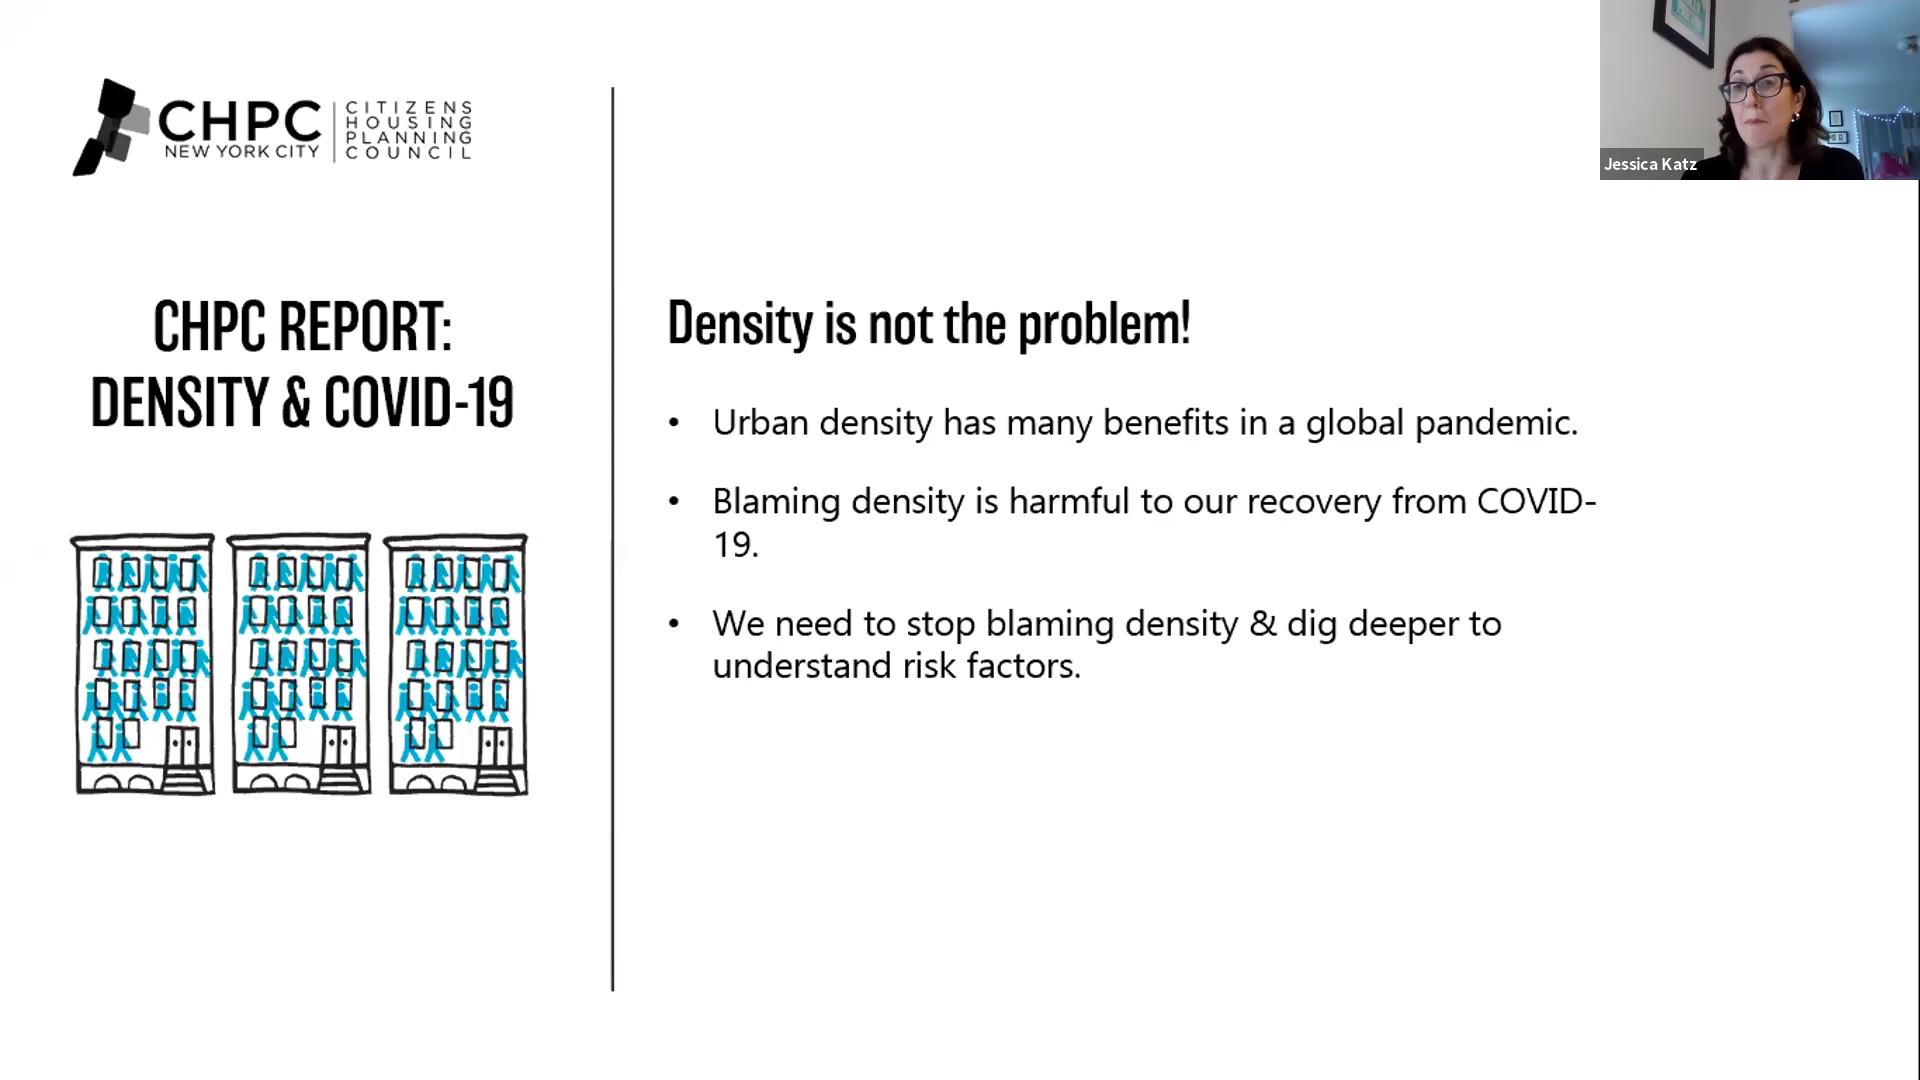 CHPC
NEW YORK CITY
CITIZENS
HOUSING
PLANNING
COUNCIL
CHPC REPORT:
DENSITY & COVID-19
Density is not the problem!
• Urban density has many benefits in a global pandemic.
• Blaming density is harmful to our recovery from COVID-
19.
• We need to stop blaming density & dig deeper to
understand risk factors.
Jessica Katz